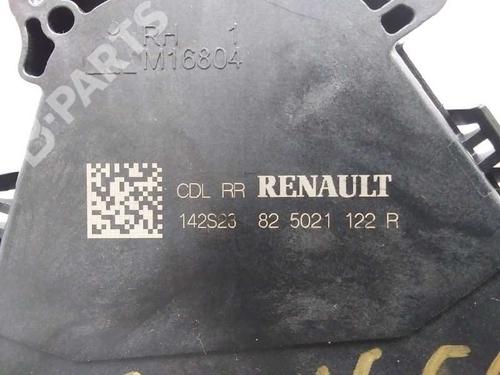 RH 1
M16804
B-PARTS
CDL RR RENAULT
142S23 82 5021 122 R